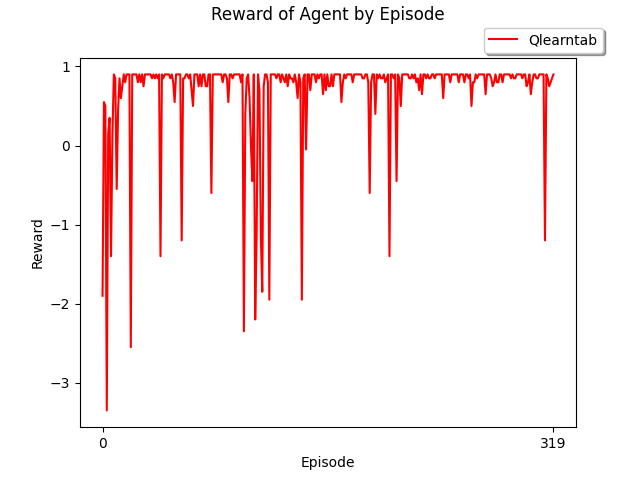 Reward of Agent by Episode
Qlearntab
1
0
−1
−2
−3
Reward
0
319
Episode